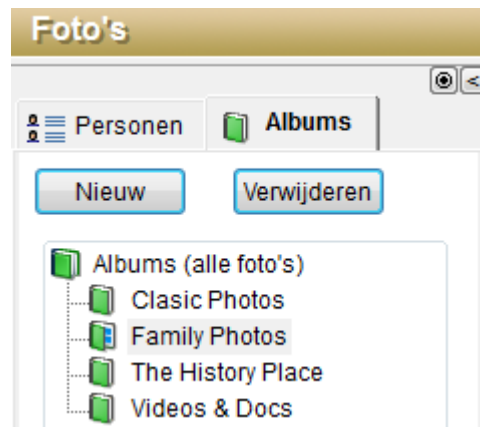 Foto's
Personen Albums
Nieuw Verwijderen
Albums (alle foto's)
Clasic Photos
Family Photos
The History Place
Videos & Docs